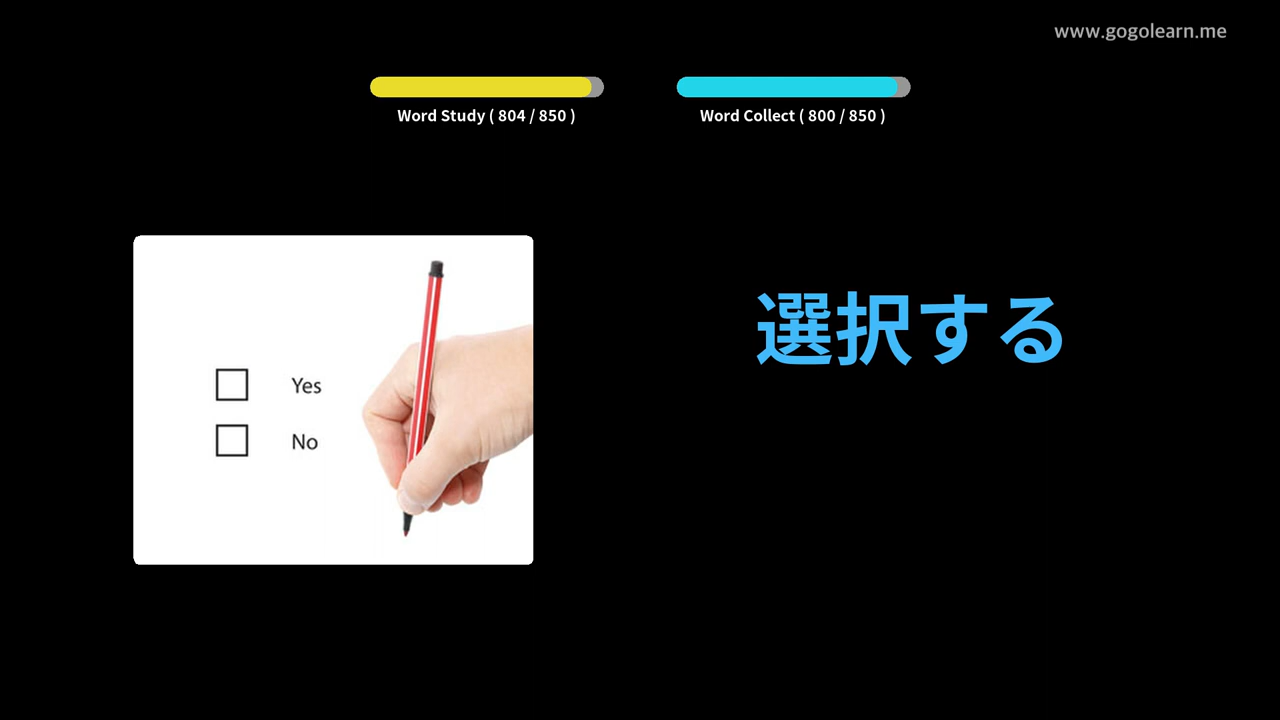 www.gogolearn.me
Word Study ( 804 / 850 )
Word Collect ( 800 / 850 )
Yes
No
選択する